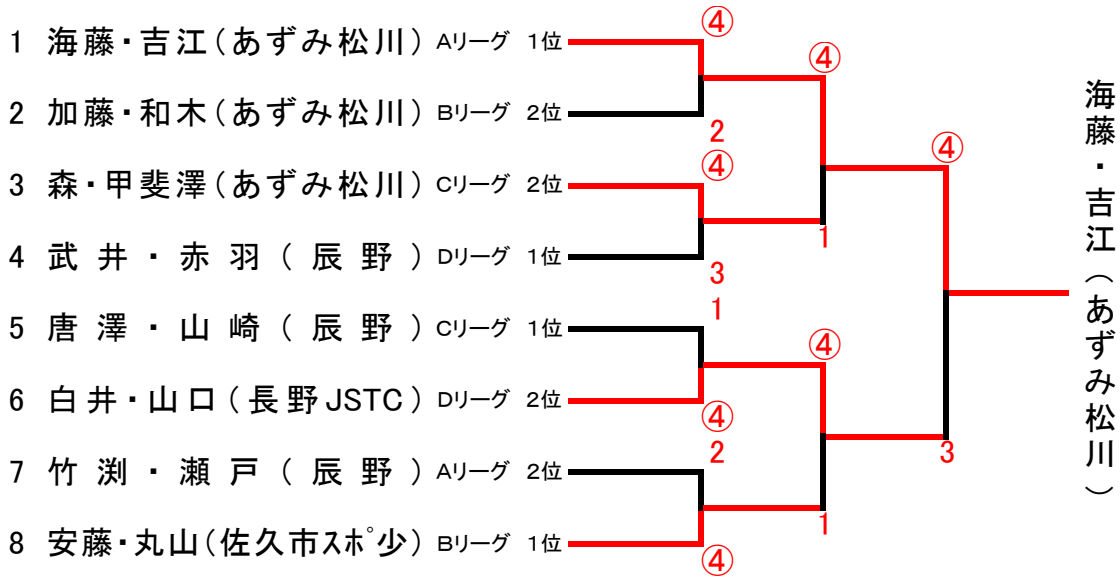 1 海藤・吉江(あずみ松川) Aリーグ 1位
2 加藤・和木(あずみ松川) Bリーグ 2位
3 森・甲斐澤(あずみ松川) Cリーグ 2位
4 武井・赤羽(辰野) Dリーグ 1位
5 唐澤・山崎(辰野) Cリーグ 1位
6 白井・山口(長野JSTC) Dリーグ 2位
7 竹渕・瀬戸(辰野) Aリーグ 2位
8 安藤・丸山(佐久市スポ少) Bリーグ 1位
④
2
④
3
1
④
2
④
④
1
④
1
④
3
海藤・吉江(あずみ松川)